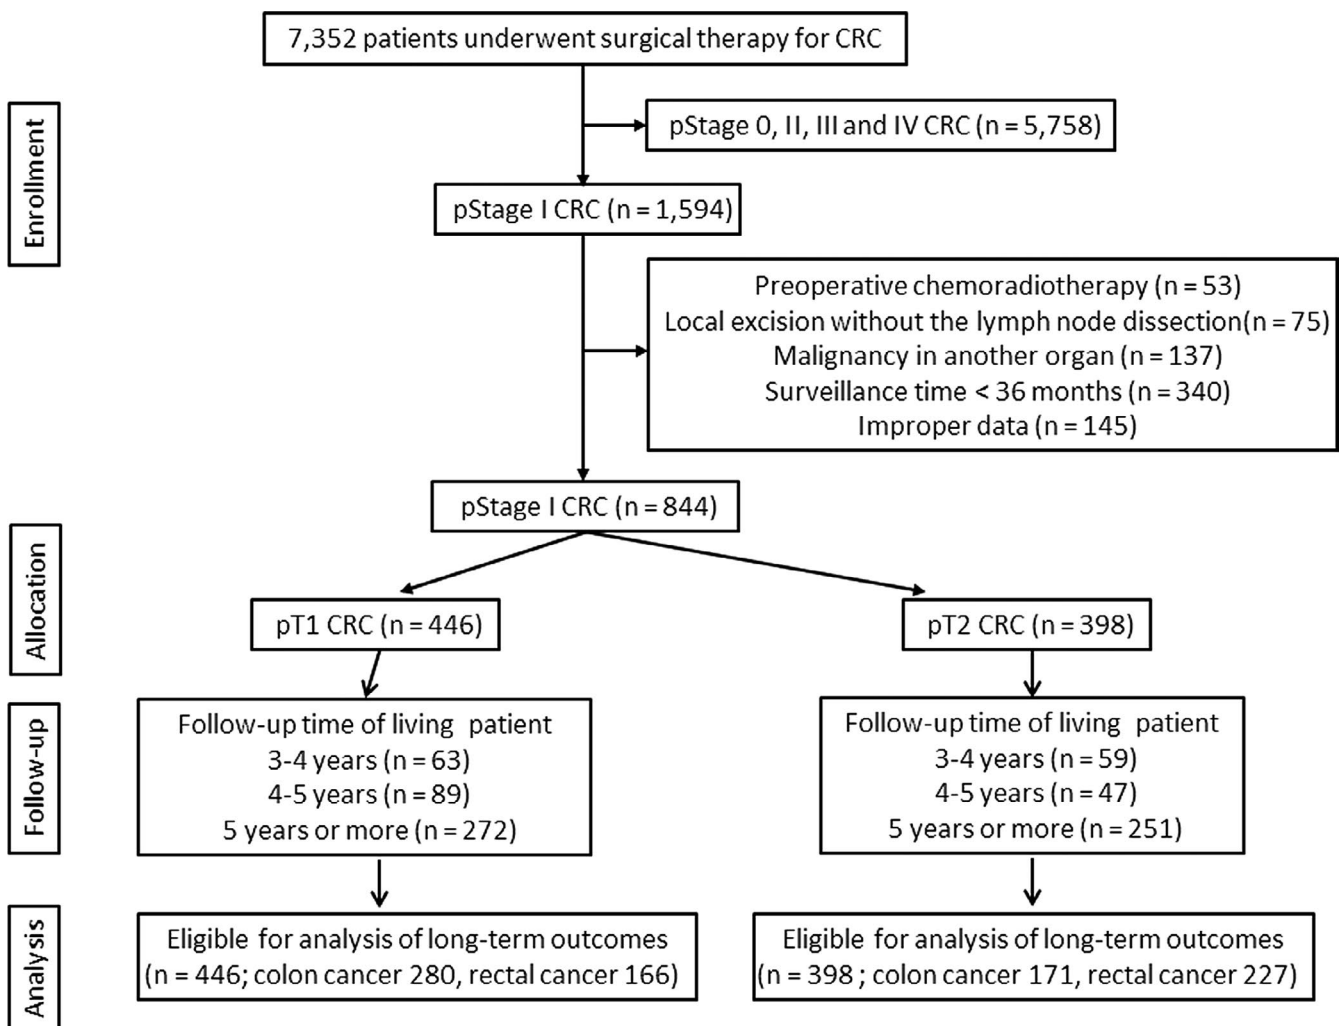 7,352 patients underwent surgical therapy for CRC
Enrollment
pStage 0, II, III and IV CRC (n = 5,758)
pStage I CRC (n = 1,594)
Preoperative chemoradiotherapy (n = 53)
Local excision without the lymph node dissection(n = 75)
Malignancy in another organ (n = 137)
Surveillance time < 36 months (n = 340)
Improper data (n = 145)
pStage I CRC (n = 844)
Allocation
pT1 CRC (n = 446)
pT2 CRC (n = 398)
Follow-up
Follow-up time of living patient
3-4 years (n = 63)
4-5 years (n = 89)
5 years or more (n = 272)
Follow-up time of living patient
3-4 years (n = 59)
4-5 years (n = 47)
5 years or more (n = 251)
Analysis
Eligible for analysis of long-term outcomes
(n = 446; colon cancer 280, rectal cancer 166)
Eligible for analysis of long-term outcomes
(n = 398 ; colon cancer 171, rectal cancer 227)